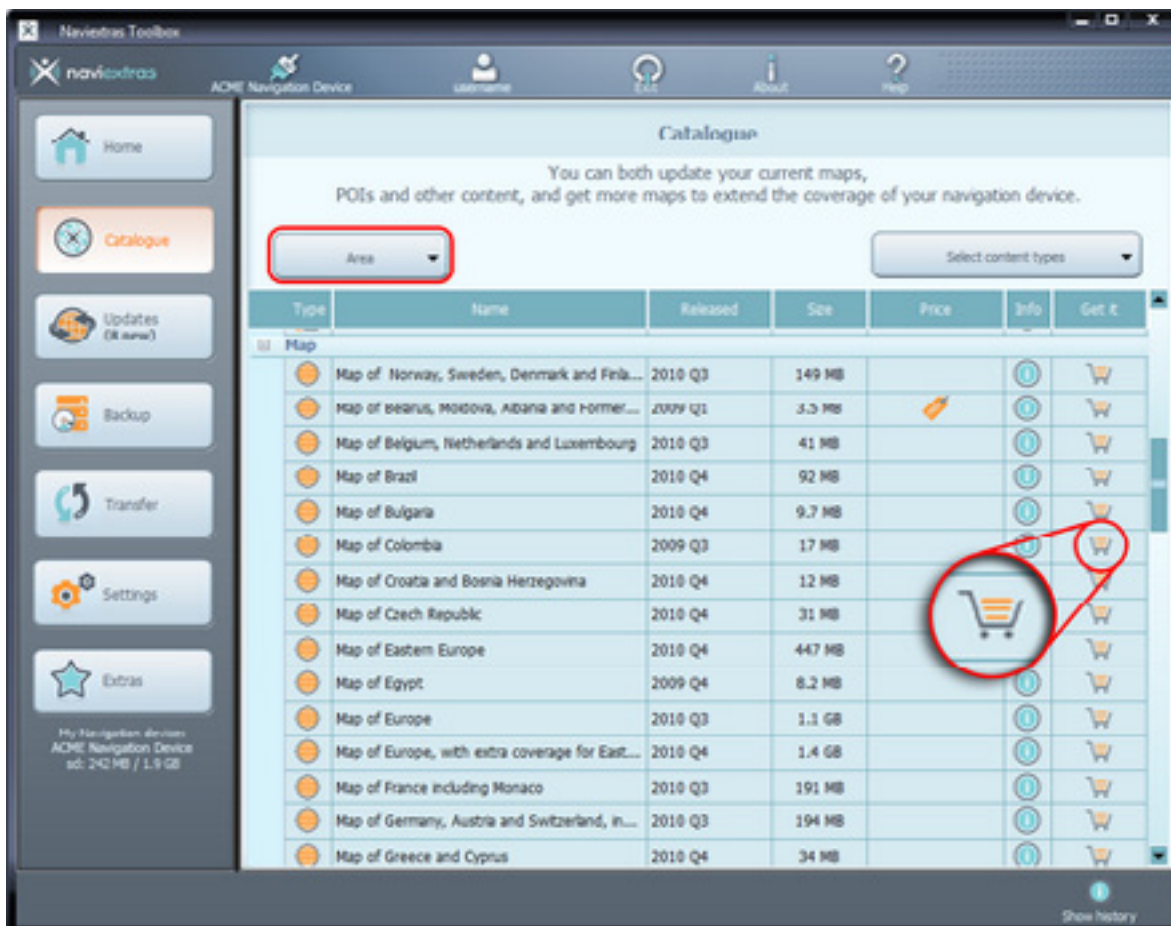 Naviextras Toolbox
naviextras
ACME Navigation Device
username
Exit
About
Help
Home
Catalogue
Updates
(8 new)
Backup
Transfer
Settings
Extras
My Navigation devices
ACME Navigation Device
sd: 242 MB / 1.9 GB
Catalogue
You can both update your current maps,
POIs and other content, and get more maps to extend the coverage of your navigation device.
Area
Select content types
Type Name Released Size Price Info Get it
Map
Map of Norway, Sweden, Denmark and Finla... 2010 Q3 149 MB
Map of Belarus, Moldova, Albania and Former... 2009 Q1 3.5 MB
Map of Belgium, Netherlands and Luxembourg 2010 Q3 41 MB
Map of Brazil 2010 Q4 92 MB
Map of Bulgaria 2010 Q4 9.7 MB
Map of Colombia 2009 Q3 17 MB
Map of Croatia and Bosnia Herzegovina 2010 Q4 12 MB
Map of Czech Republic 2010 Q4 31 MB
Map of Eastern Europe 2010 Q4 447 MB
Map of Egypt 2009 Q4 8.2 MB
Map of Europe 2010 Q3 1.1 GB
Map of Europe, with extra coverage for East... 2010 Q4 1.4 GB
Map of France including Monaco 2010 Q3 191 MB
Map of Germany, Austria and Switzerland, in... 2010 Q3 194 MB
Map of Greece and Cyprus 2010 Q4 34 MB
Show history